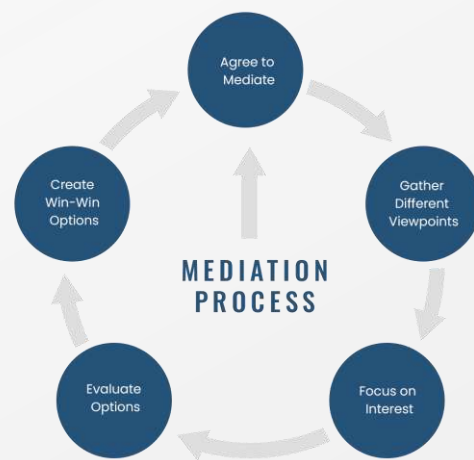 Agree to
Mediate
Gather
Different
Viewpoints
Focus on
Interest
Evaluate
Options
Create
Win-Win
Options
MEDIATION
PROCESS